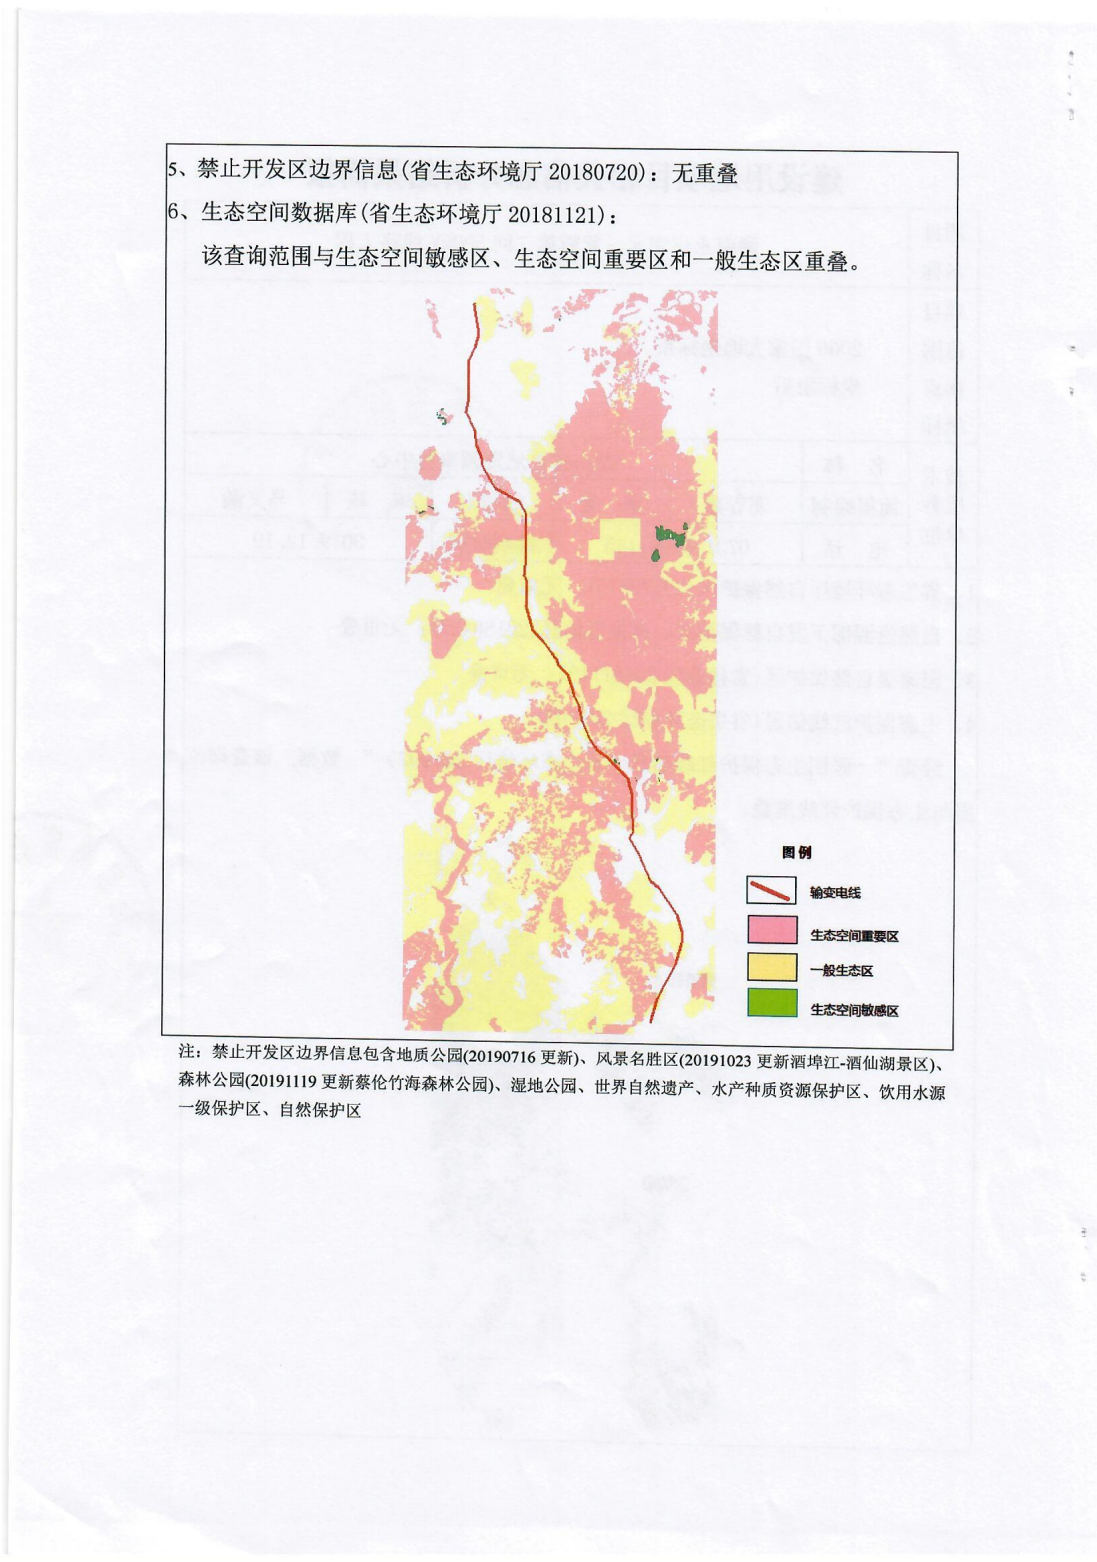 5、禁止开发区边界信息(省生态环境厅 20180720)：无重叠
6、生态空间数据库(省生态环境厅 20181121)：
该查询范围与生态空间敏感区、生态空间重要区和一般生态区重叠。
图例
输变电线
生态空间重要区
一般生态区
生态空间敏感区
注：禁止开发区边界信息包含地质公园(20190716 更新)、风景名胜区(20191023 更新酒埠江-酒仙湖景区)、
森林公园(20191119 更新蔡伦竹海森林公园)、湿地公园、世界自然遗产、水产种质资源保护区、饮用水源
一级保护区、自然保护区